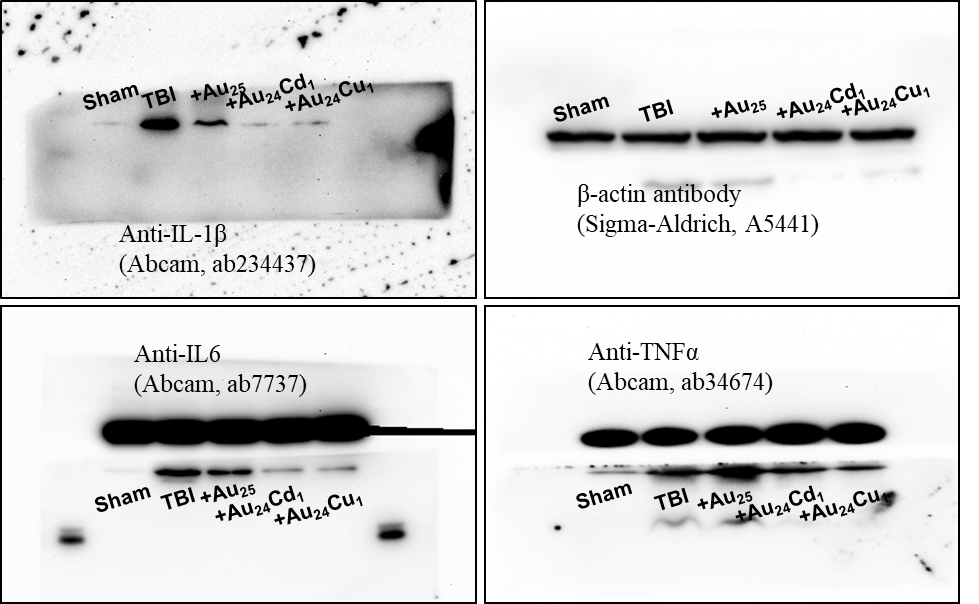 Sham TBI +Au₂₅ +Au₂₄Cd₁ +Au₂₄Cu₁
Anti-IL-1β
(Abcam, ab234437)
Sham TBI +Au₂₅ +Au₂₄Cd₁ +Au₂₄Cu₁
β-actin antibody
(Sigma-Aldrich, A5441)
Anti-IL6
(Abcam, ab7737)
Sham TBI +Au₂₅ +Au₂₄Cd₁ +Au₂₄Cu₁
Anti-TNFα
(Abcam, ab34674)
Sham TBI +Au₂₅ +Au₂₄Cd₁ +Au₂₄Cu₁